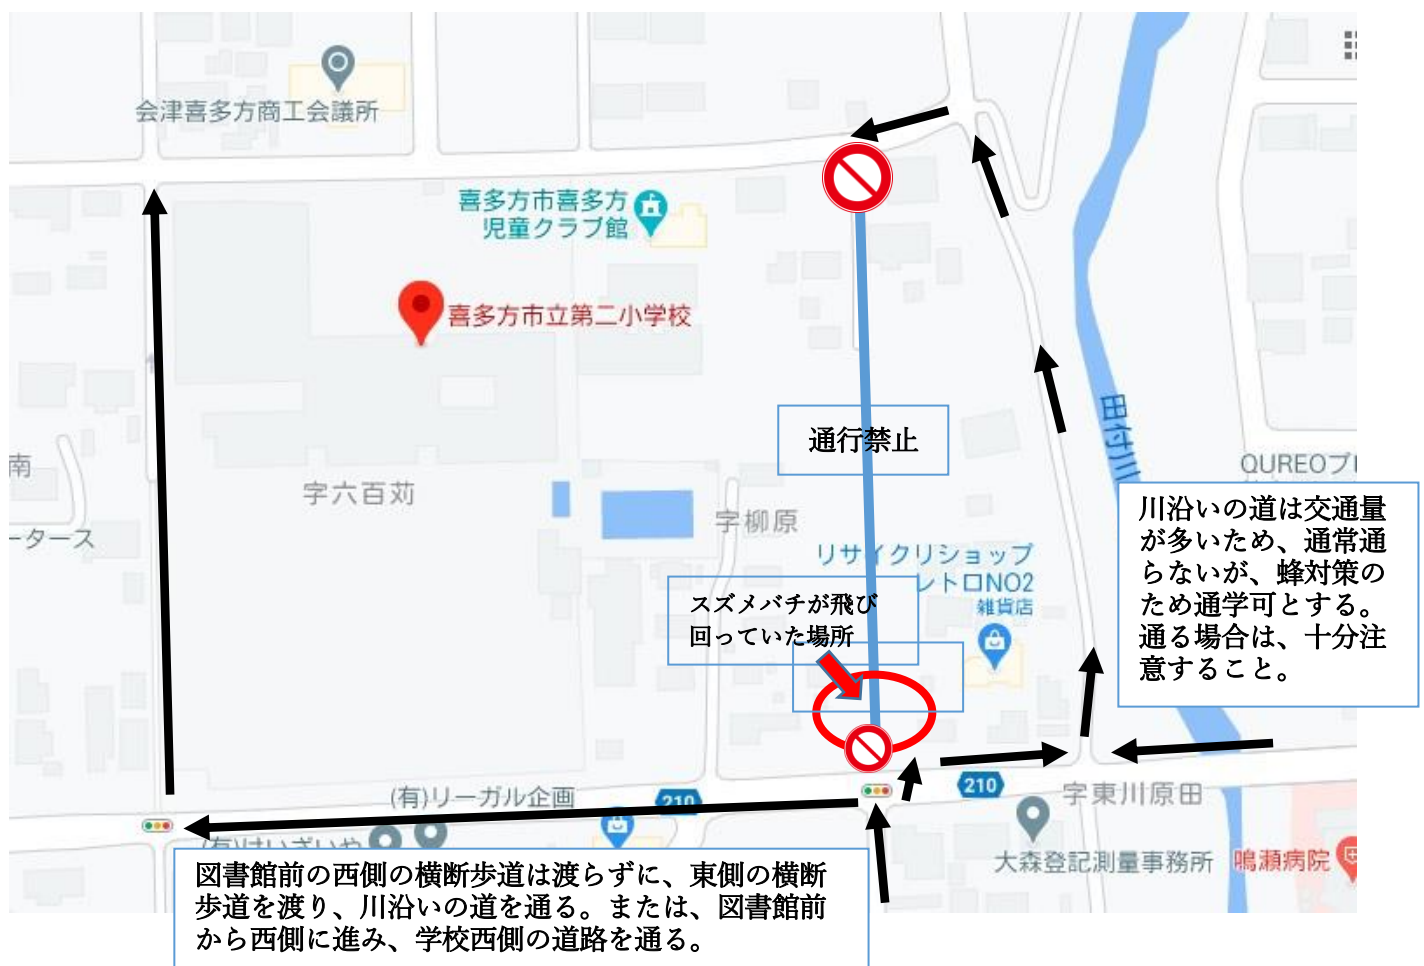 会津喜多方商工会議所
喜多方市喜多方
児童クラブ館
喜多方市立第二小学校
通行禁止
田付川
南
字六百苅
QUREOプ
ータース
字柳原
川沿いの道は交通量
が多いため、通常通
らないが、蜂対策の
ため通学可とする。
通る場合は、十分注
意すること。
リサイクリショップ
レトロNO2
雑貨店
スズメバチが飛び
回っていた場所
(有)リーガル企画
210
210
字東川原田
(有)けいざいや
大森登記測量事務所
鳴瀬病院
図書館前の西側の横断歩道は渡らずに、東側の横断
歩道を渡り、川沿いの道を通る。または、図書館前
から西側に進み、学校西側の道路を通る。